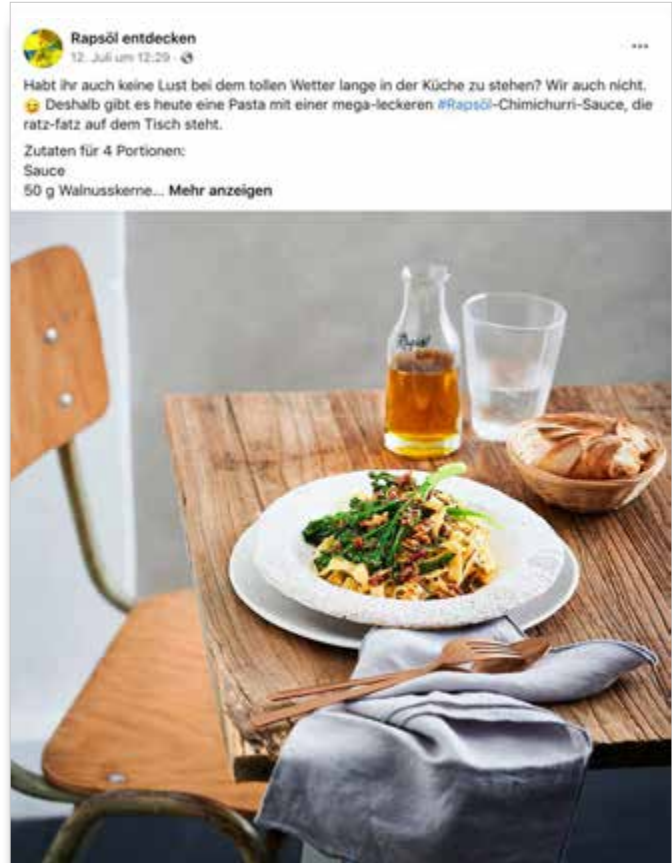 Rapsöl entdecken
12. Juli um 12:29 ·
Habt ihr auch keine Lust bei dem tollen Wetter lange in der Küche zu stehen? Wir auch nicht.
😉 Deshalb gibt es heute eine Pasta mit einer mega-leckeren #Rapsöl-Chimichurri-Sauce, die
ratz-fatz auf dem Tisch steht.
Zutaten für 4 Portionen:
Sauce
50 g Walnusskerne... Mehr anzeigen
Rapsöl